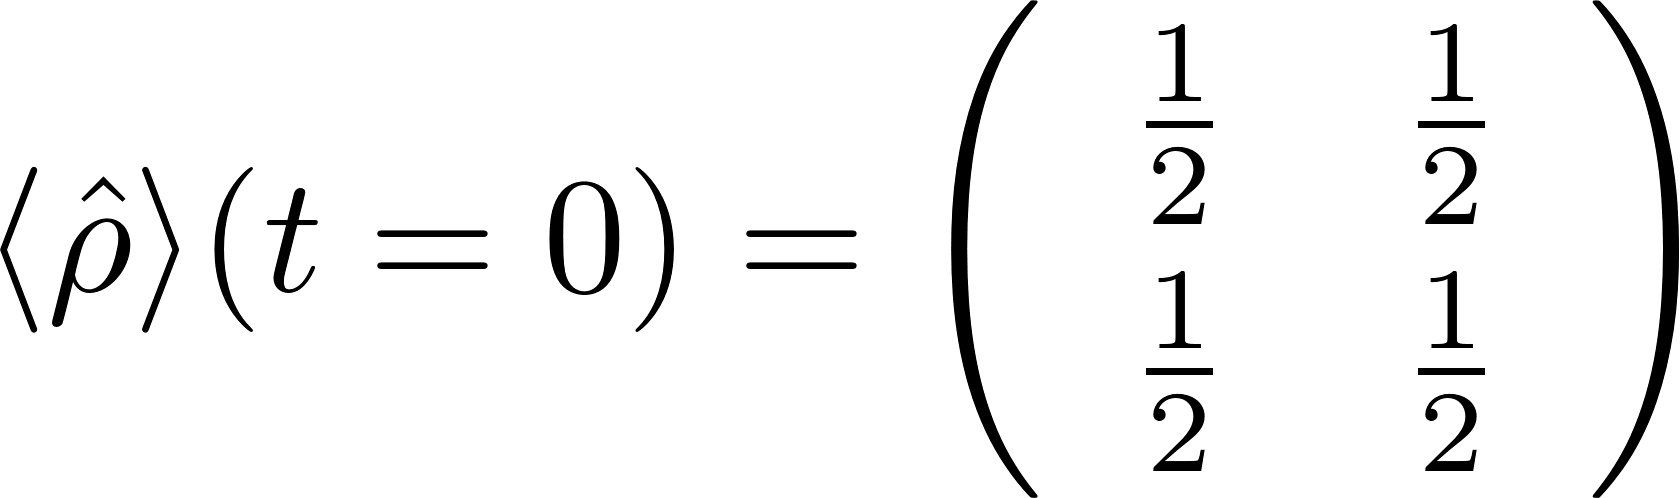 ⟨ρ̂⟩(t = 0) = ( 1/2 1/2
1/2 1/2 )